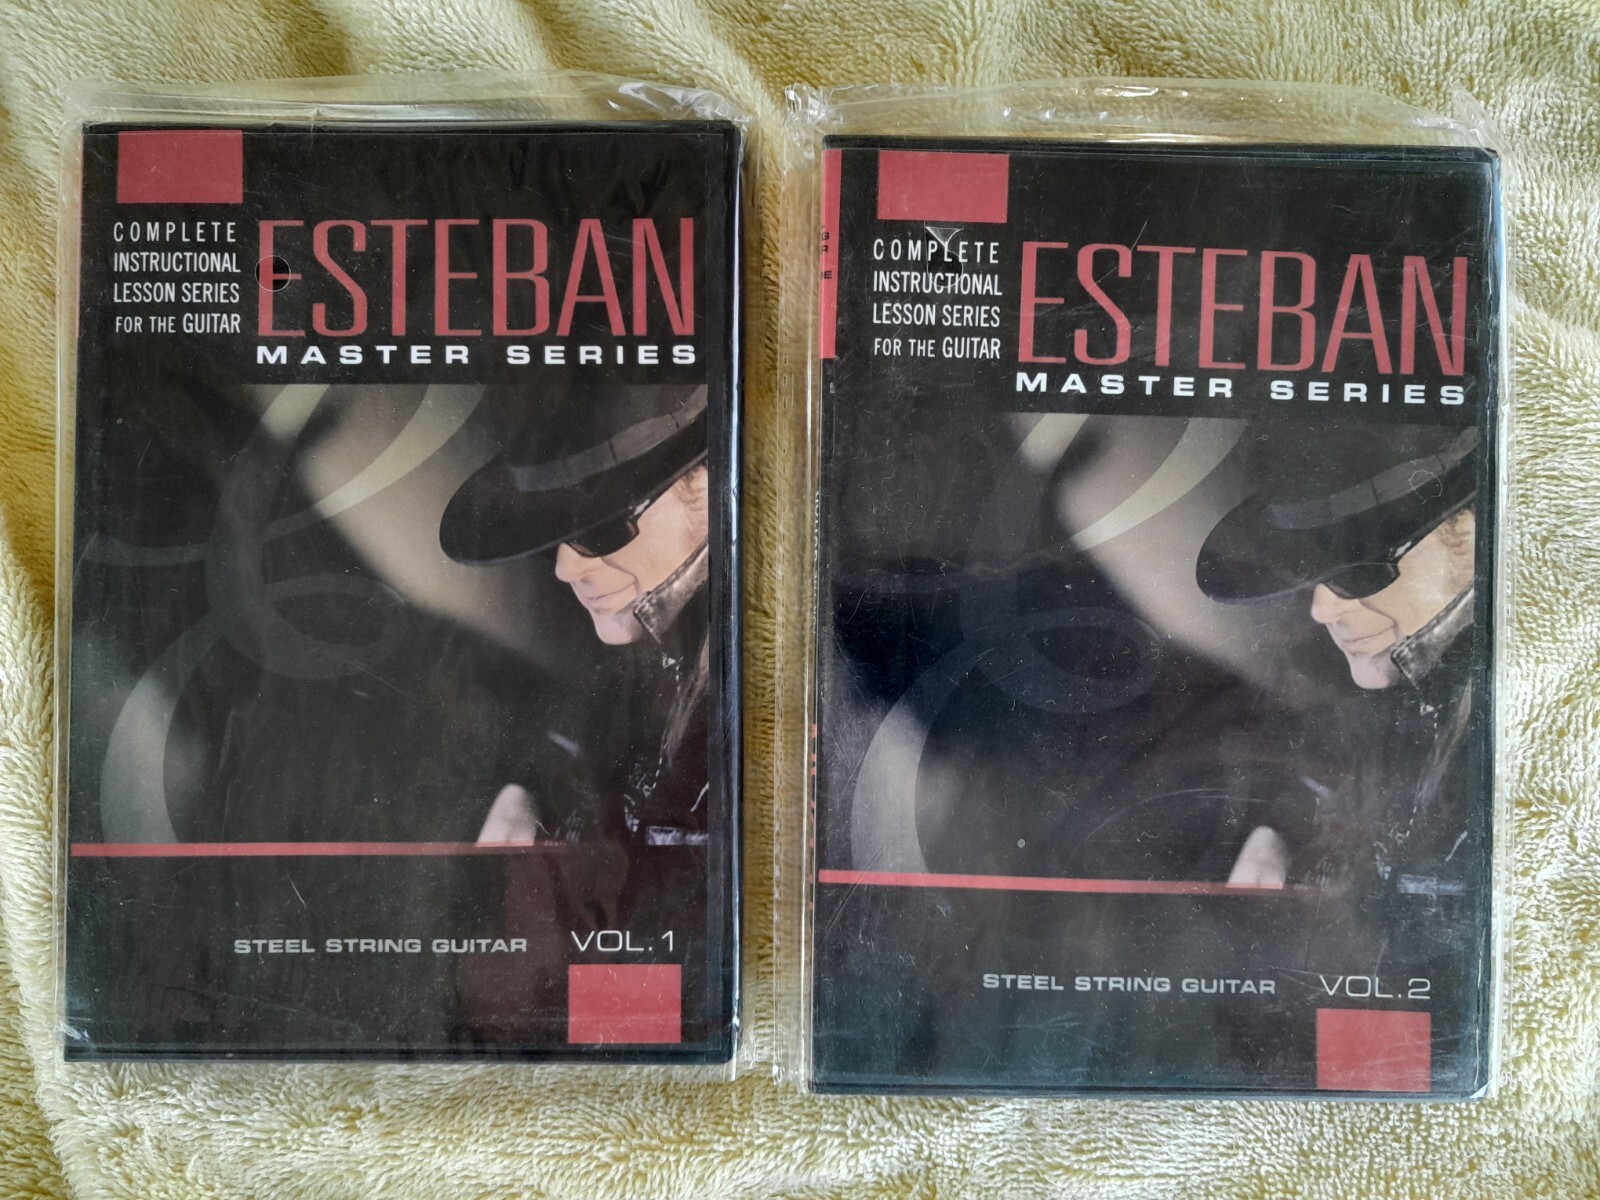 COMPLETE
INSTRUCTIONAL
LESSON SERIES
FOR THE GUITAR
ESTEBAN
MASTER SERIES
STEEL STRING GUITAR VOL.1
COMPLETE
INSTRUCTIONAL
LESSON SERIES
FOR THE GUITAR
ESTEBAN
MASTER SERIES
STEEL STRING GUITAR VOL.2